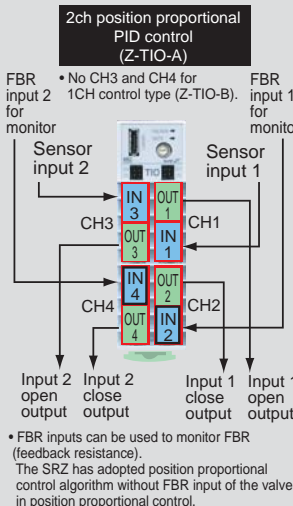 2ch position proportional
PID control
(Z-TIO-A)
• No CH3 and CH4 for
1CH control type (Z-TIO-B).
FBR
input 2
for
monitor
FBR
input 1
for
monitor
Sensor
input 2
Sensor
input 1
TIO
IN
3
OUT
1
CH3
CH1
OUT
3
IN
1
IN
4
OUT
2
CH4
CH2
OUT
4
IN
2
Input 2
open
output
Input 2
close
output
Input 1
close
output
Input 1
open
output
• FBR inputs can be used to monitor FBR
(feedback resistance).
The SRZ has adopted position proportional
control algorithm without FBR input of the valve
in position proportional control.